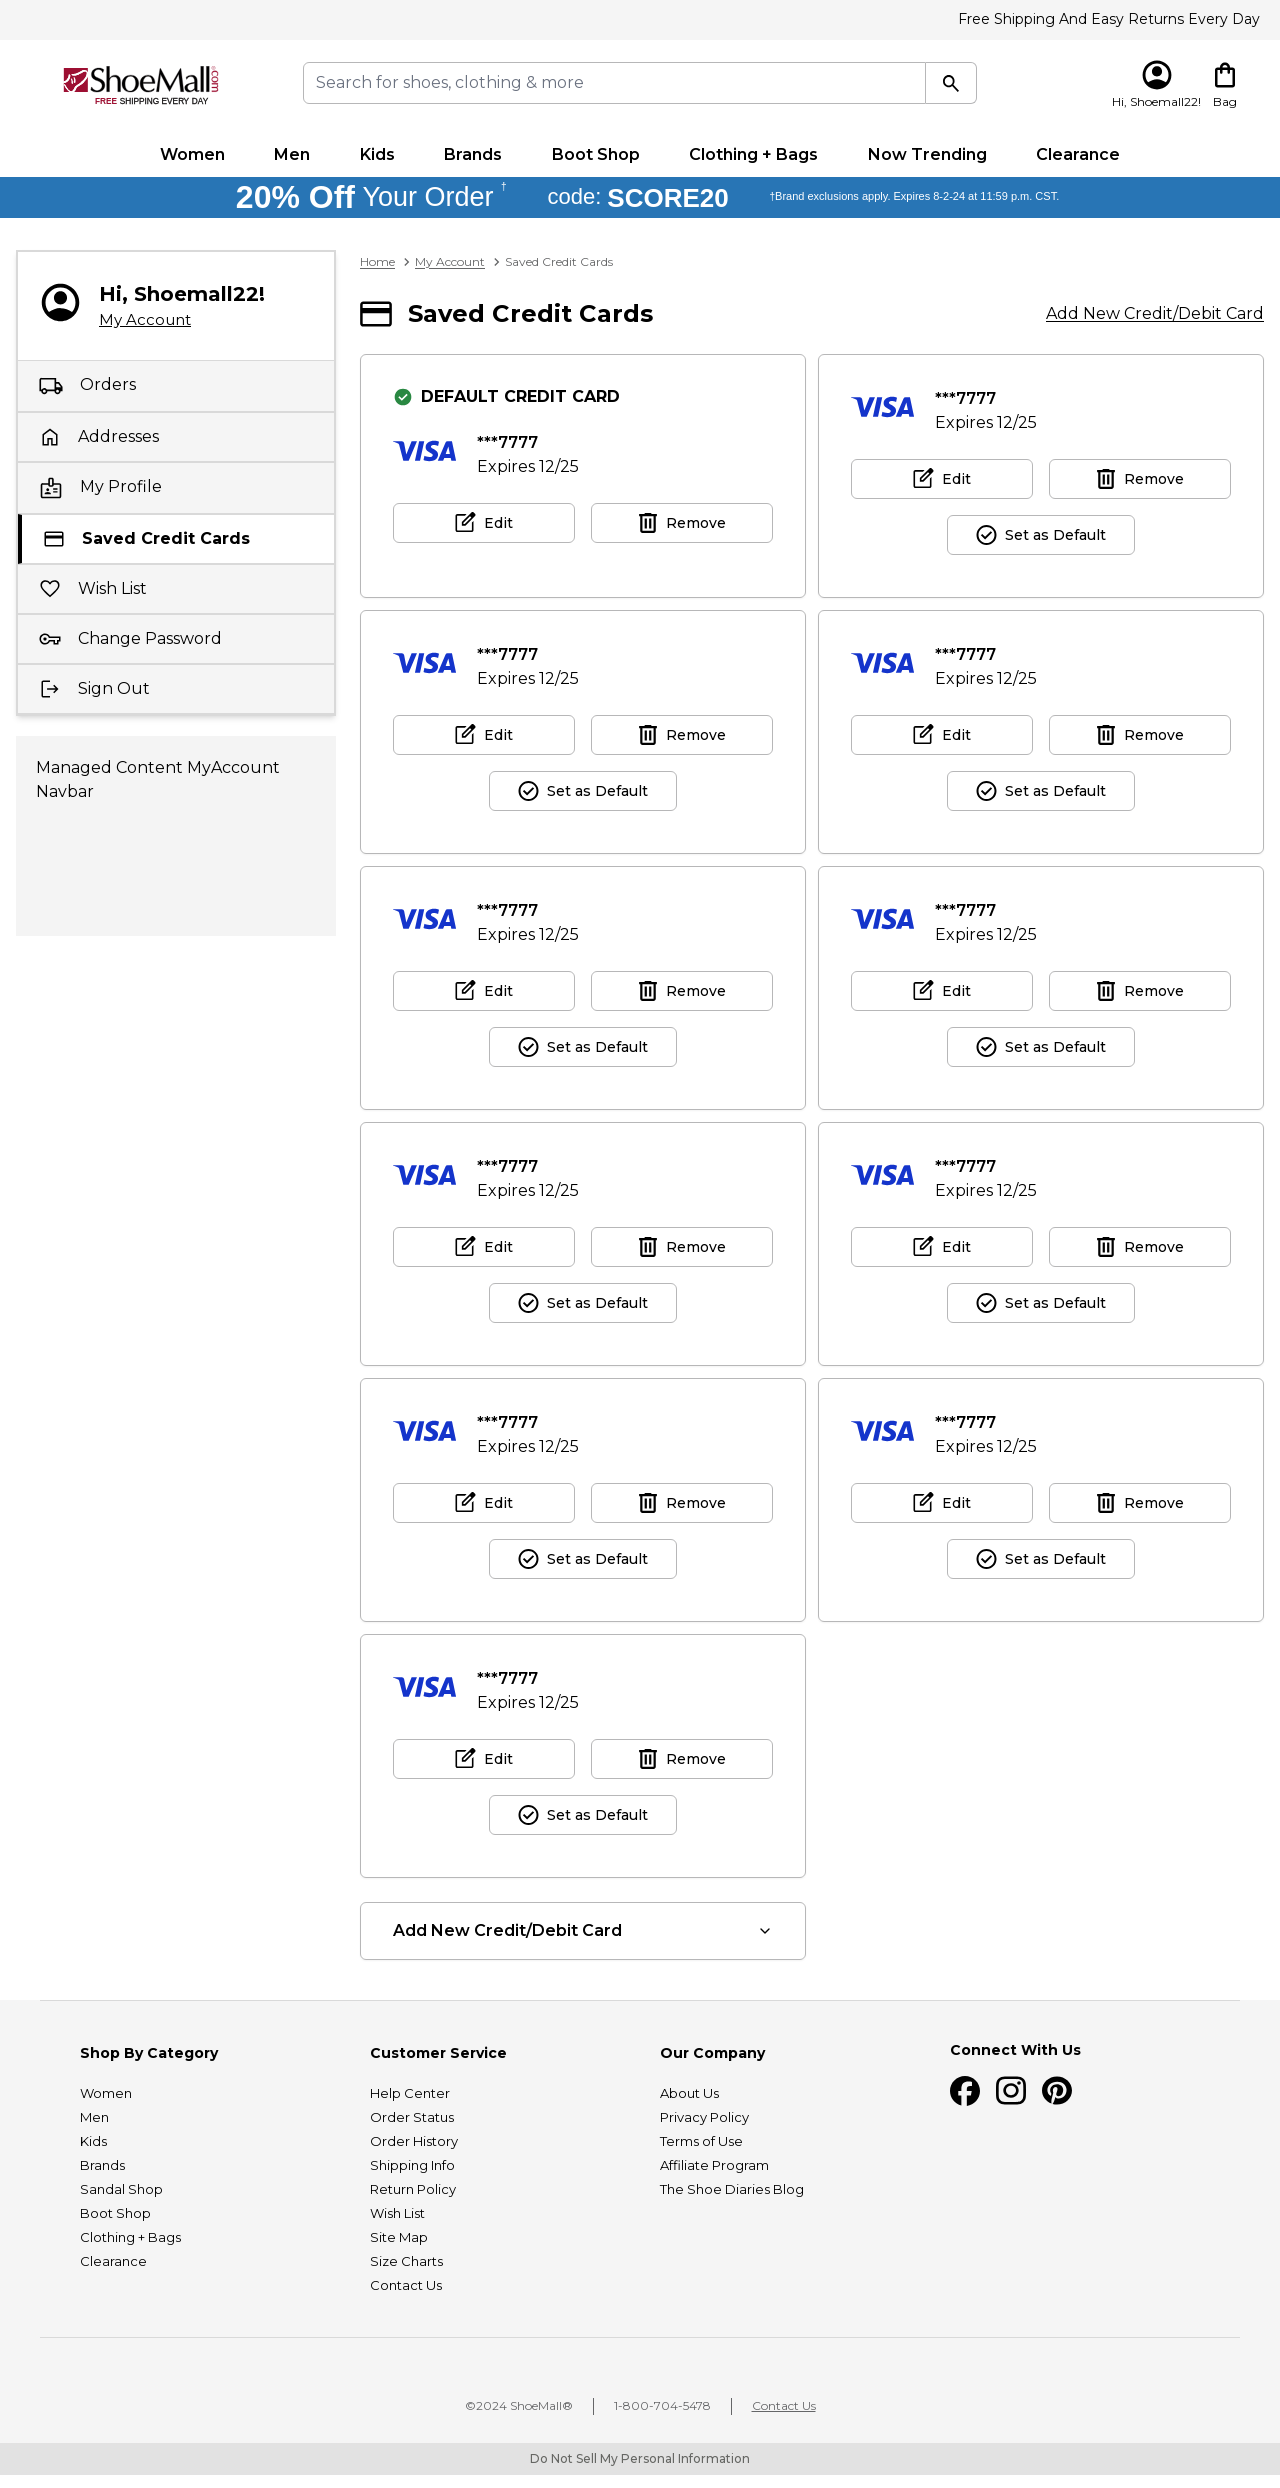 Free Shipping And Easy Returns Every Day
ShoeMall.com
FREE SHIPPING EVERY DAY
Search for shoes, clothing & more
Hi, Shoemall22!
Bag
Women Men Kids Brands Boot Shop Clothing + Bags Now Trending Clearance
20% Off Your Order † code: SCORE20 †Brand exclusions apply. Expires 8-2-24 at 11:59 p.m. CST.
Hi, Shoemall22!
My Account
Orders
Addresses
My Profile
Saved Credit Cards
Wish List
Change Password
Sign Out
Managed Content MyAccount
Navbar
Home > My Account > Saved Credit Cards
Saved Credit Cards
Add New Credit/Debit Card
DEFAULT CREDIT CARD
VISA ***7777
Expires 12/25
Edit Remove
VISA ***7777
Expires 12/25
Edit Remove
Set as Default
VISA ***7777
Expires 12/25
Edit Remove
Set as Default
VISA ***7777
Expires 12/25
Edit Remove
Set as Default
VISA ***7777
Expires 12/25
Edit Remove
Set as Default
VISA ***7777
Expires 12/25
Edit Remove
Set as Default
VISA ***7777
Expires 12/25
Edit Remove
Set as Default
VISA ***7777
Expires 12/25
Edit Remove
Set as Default
VISA ***7777
Expires 12/25
Edit Remove
Set as Default
VISA ***7777
Expires 12/25
Edit Remove
Set as Default
VISA ***7777
Expires 12/25
Edit Remove
Set as Default
Add New Credit/Debit Card
Shop By Category
Women
Men
Kids
Brands
Sandal Shop
Boot Shop
Clothing + Bags
Clearance
Customer Service
Help Center
Order Status
Order History
Shipping Info
Return Policy
Wish List
Site Map
Size Charts
Contact Us
Our Company
About Us
Privacy Policy
Terms of Use
Affiliate Program
The Shoe Diaries Blog
Connect With Us
©2024 ShoeMall® 1-800-704-5478 Contact Us
Do Not Sell My Personal Information